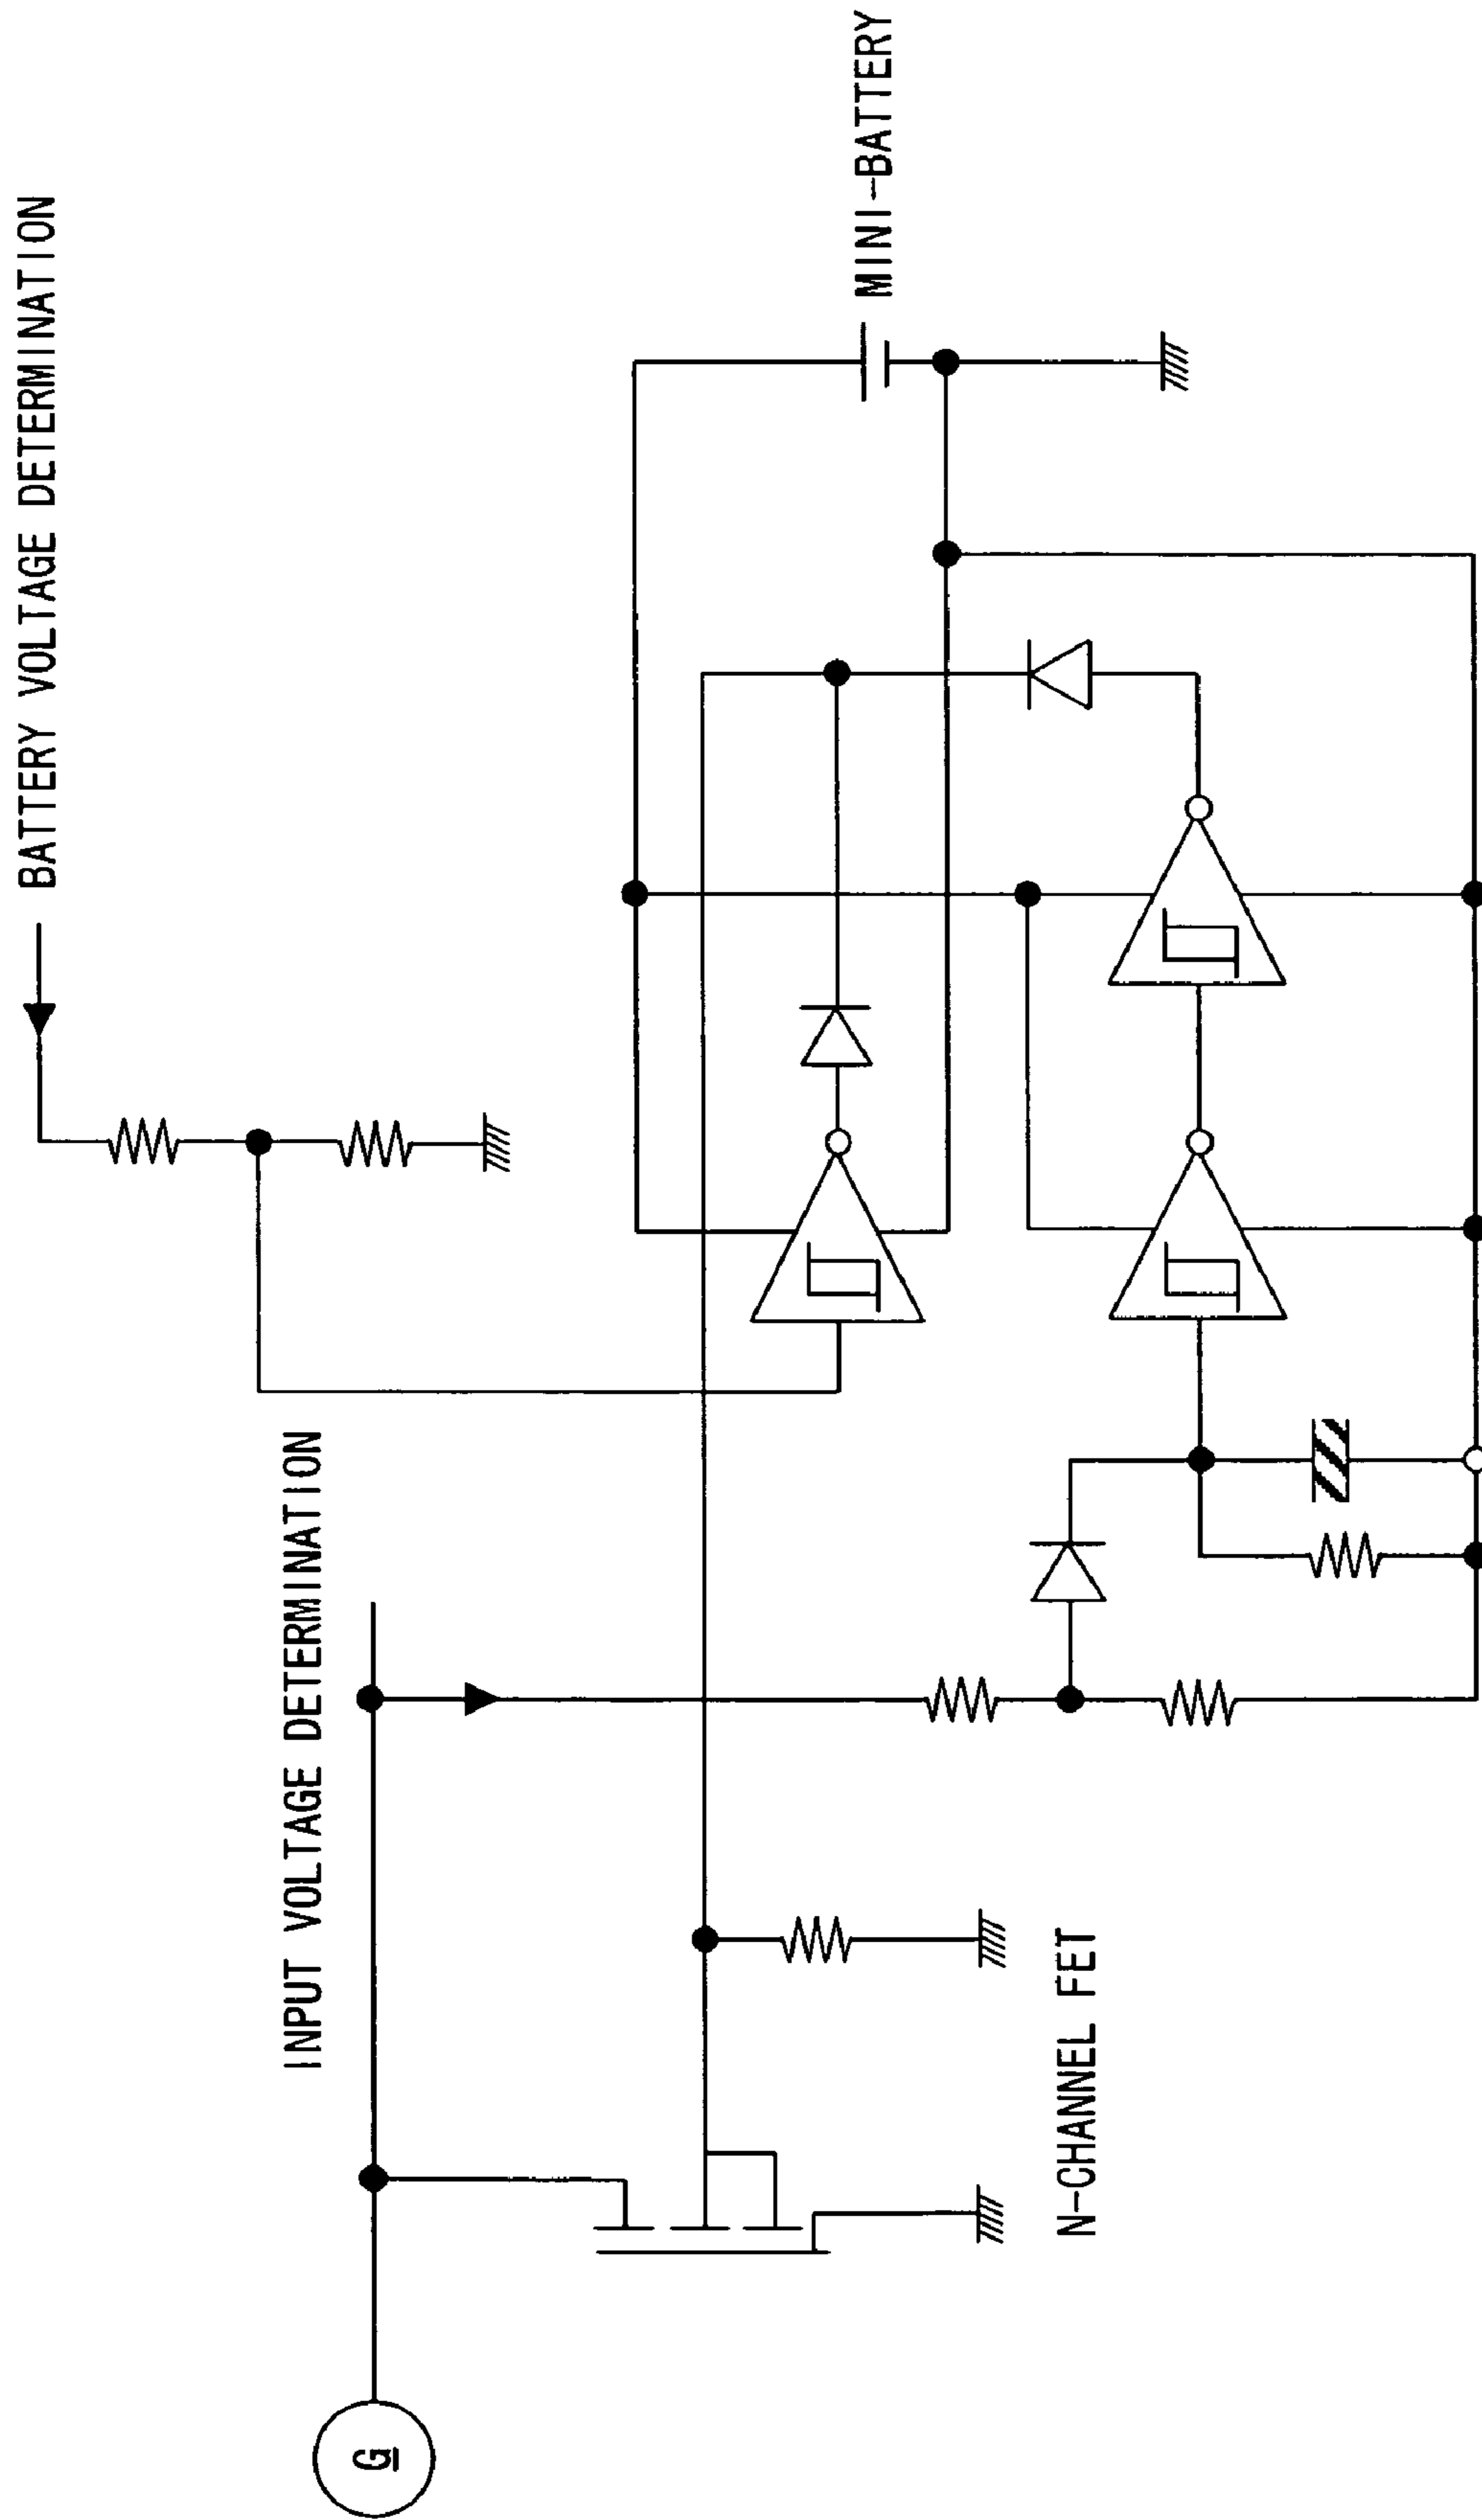 BATTERY VOLTAGE DETERMINATION
INPUT VOLTAGE DETERMINATION
MINI-BATTERY
N-CHANNEL FET
G